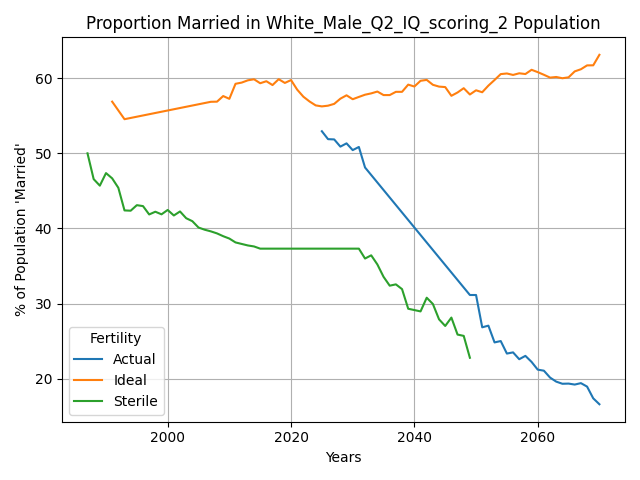 Proportion Married in White_Male_Q2_IQ_scoring_2 Population
% of Population 'Married'
60
50
40
30
20
Fertility
Actual
Ideal
Sterile
2000 2020 2040 2060
Years